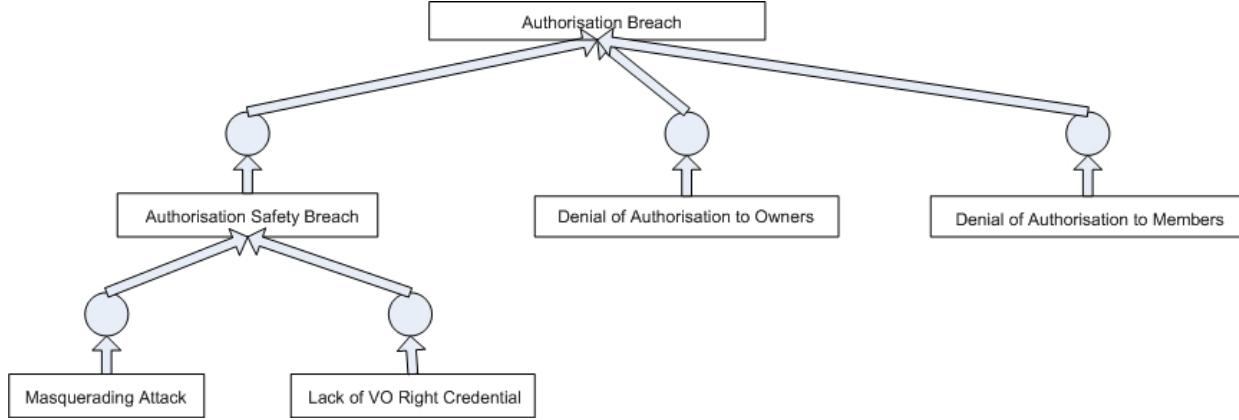 Authorisation Breach
Authorisation Safety Breach
Denial of Authorisation to Owners
Denial of Authorisation to Members
Masquerading Attack
Lack of VO Right Credential